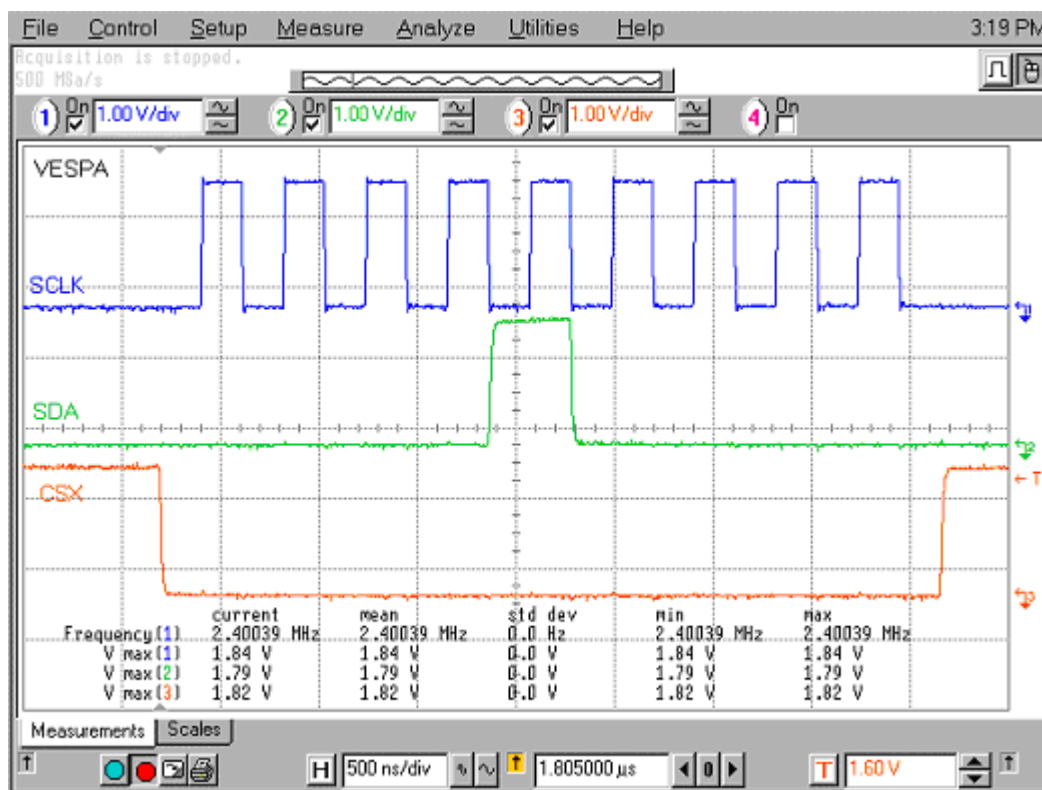 File Control Setup Measure Analyze Utilities Help 3:19 PM
Acquisition is stopped.
500 MSa/s
1 On 1.00 V/div 2 On 1.00 V/div 3 On 1.00 V/div 4 On
VESPA
SCLK
SDA
CSX
T
current mean std dev min max
Frequency(1) 2.40039 MHz 2.40039 MHz 0.0 Hz 2.40039 MHz 2.40039 MHz
V max(1) 1.84 V 1.84 V 0.0 V 1.84 V 1.84 V
V max(2) 1.79 V 1.79 V 0.0 V 1.79 V 1.79 V
V max(3) 1.82 V 1.82 V 0.0 V 1.82 V 1.82 V
Measurements Scales
H 500 ns/div 1.805000 µs 0 T 1.60 V